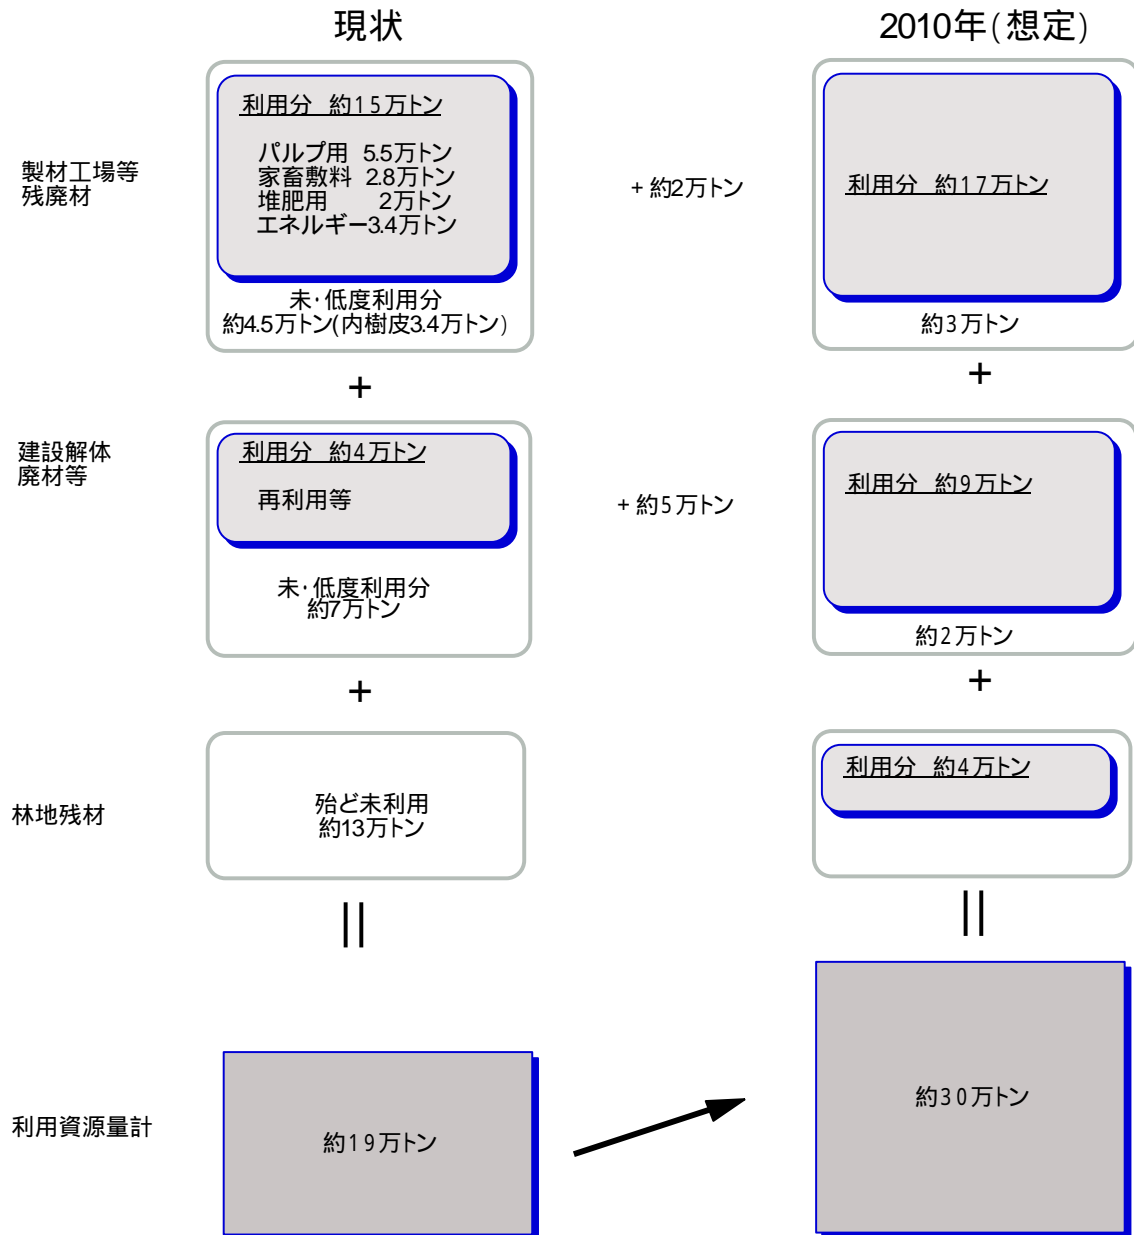 現状
2010年(想定)
製材工場等
残廃材
利用分 約15万トン
パルプ用 5.5万トン
家畜敷料 2.8万トン
堆肥用 2万トン
エネルギー3.4万トン
未・低度利用分
約4.5万トン(内樹皮3.4万トン)
+約2万トン
利用分 約17万トン
約3万トン
+
+
建設解体
廃材等
利用分 約4万トン
再利用等
未・低度利用分
約7万トン
+約5万トン
利用分 約9万トン
約2万トン
+
+
林地残材
殆ど未利用
約13万トン
利用分 約4万トン
||
||
利用資源量計
約19万トン
約30万トン